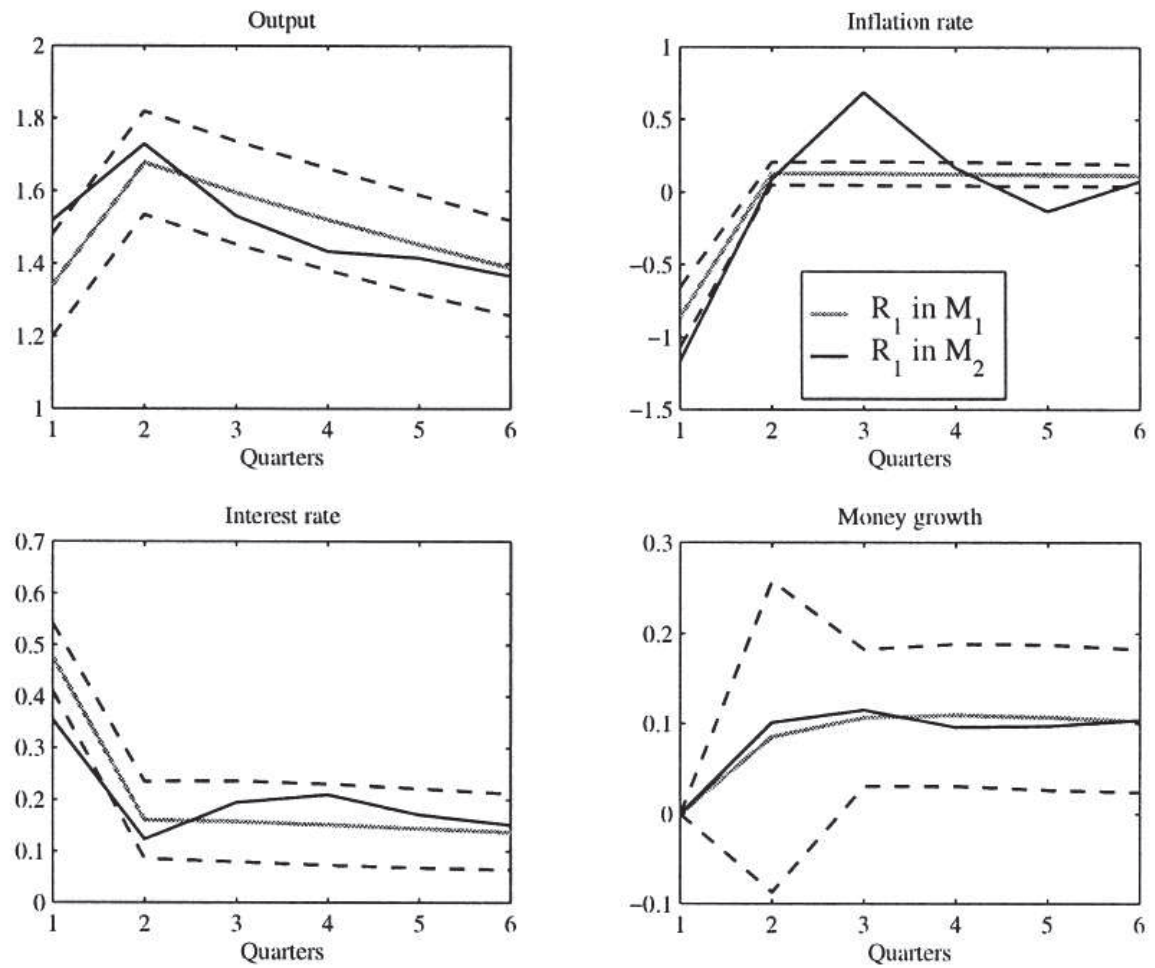 Output
2
1.8
1.6
1.4
1.2
1
1 2 3 4 5 6
Quarters
Inflation rate
1
0.5
0
−0.5
−1
−1.5
1 2 3 4 5 6
Quarters
R1 in M1
R1 in M2
Interest rate
0.7
0.6
0.5
0.4
0.3
0.2
0.1
0
1 2 3 4 5 6
Quarters
Money growth
0.3
0.2
0.1
0
−0.1
1 2 3 4 5 6
Quarters